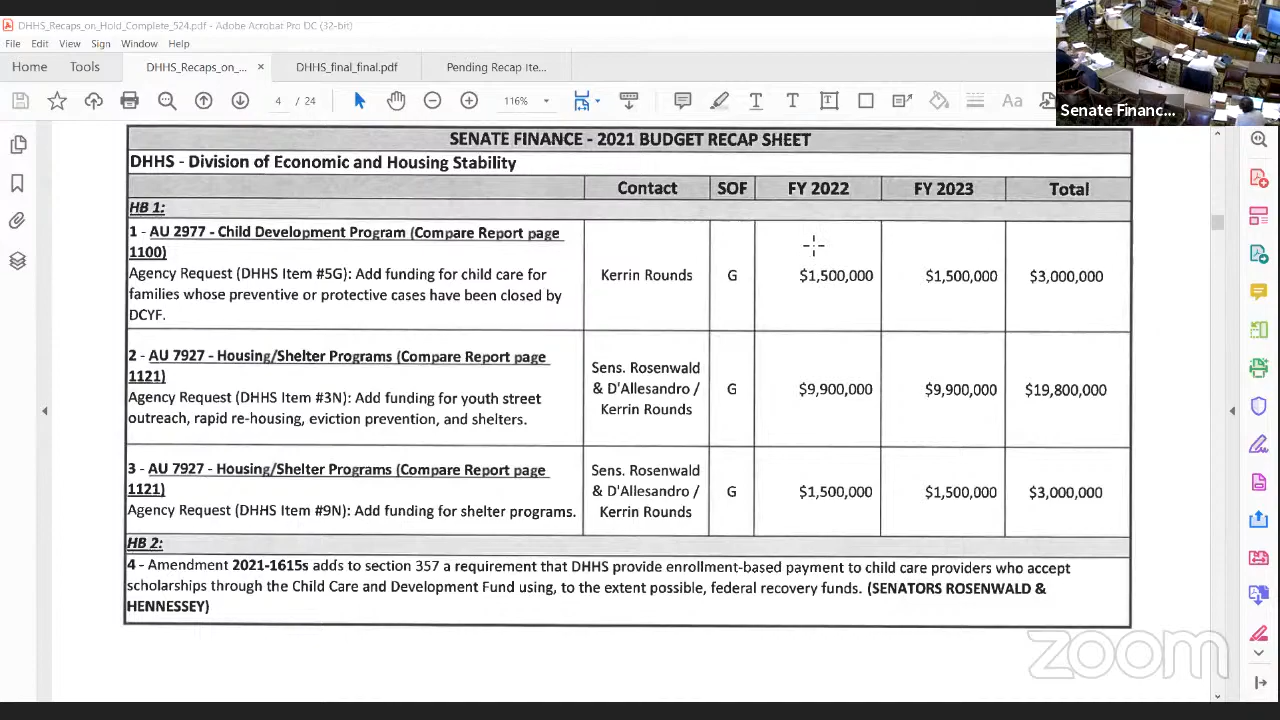 DHHS_Recaps_on_Hold_Complete_524.pdf - Adobe Acrobat Pro DC (32-bit)
File Edit View Sign Window Help
Home Tools DHHS_Recaps_on_... × DHHS_final_final.pdf Pending Recap Ite...
/ 24 116%
Senate Financ...
SENATE FINANCE - 2021 BUDGET RECAP SHEET
DHHS - Division of Economic and Housing Stability
Contact SOF FY 2022 FY 2023 Total
HB 1:
1 - AU 2977 - Child Development Program (Compare Report page
1100)
Agency Request (DHHS Item #5G): Add funding for child care for
families whose preventive or protective cases have been closed by
DCYF.
Kerrin Rounds G $1,500,000 $1,500,000 $3,000,000
2 - AU 7927 - Housing/Shelter Programs (Compare Report page
1121)
Agency Request (DHHS Item #3N): Add funding for youth street
outreach, rapid re-housing, eviction prevention, and shelters.
Sens. Rosenwald
& D'Allesandro /
Kerrin Rounds
G $9,900,000 $9,900,000 $19,800,000
3 - AU 7927 - Housing/Shelter Programs (Compare Report page
1121)
Agency Request (DHHS Item #9N): Add funding for shelter programs.
Sens. Rosenwald
& D'Allesandro /
Kerrin Rounds
G $1,500,000 $1,500,000 $3,000,000
HB 2:
4 - Amendment 2021-1615s adds to section 357 a requirement that DHHS provide enrollment-based payment to child care providers who accept
scholarships through the Child Care and Development Fund using, to the extent possible, federal recovery funds. (SENATORS ROSENWALD &
HENNESSEY)
zoom